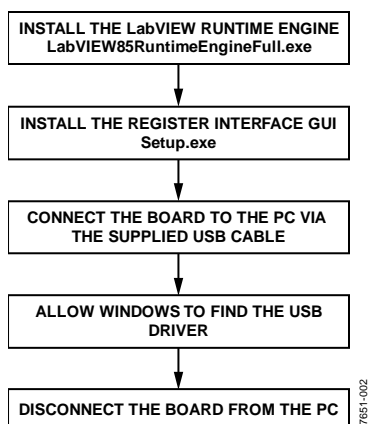 INSTALL THE LabVIEW RUNTIME ENGINE
LabVIEW85RuntimeEngineFull.exe
INSTALL THE REGISTER INTERFACE GUI
Setup.exe
CONNECT THE BOARD TO THE PC VIA
THE SUPPLIED USB CABLE
ALLOW WINDOWS TO FIND THE USB
DRIVER
DISCONNECT THE BOARD FROM THE PC
7651-002